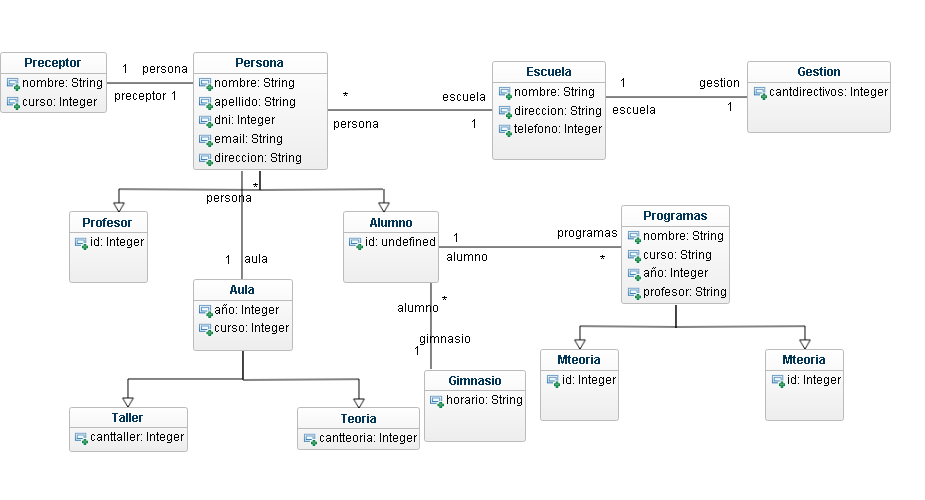 Preceptor
nombre: String
curso: Integer
1 persona
preceptor 1
Persona
nombre: String
apellido: String
dni: Integer
email: String
direccion: String
* escuela
persona 1
Escuela
nombre: String
direccion: String
telefono: Integer
1 gestion
escuela 1
Gestion
cantdirectivos: Integer
*
persona
Profesor
id: Integer
1 aula
Alumno
id: undefined
1 programas
alumno *
Programas
nombre: String
curso: String
año: Integer
profesor: String
Aula
año: Integer
curso: Integer
*
alumno
gimnasio
1
Gimnasio
horario: String
Mteoria
id: Integer
Mteoria
id: Integer
Taller
canttaller: Integer
Teoria
cantteoria: Integer